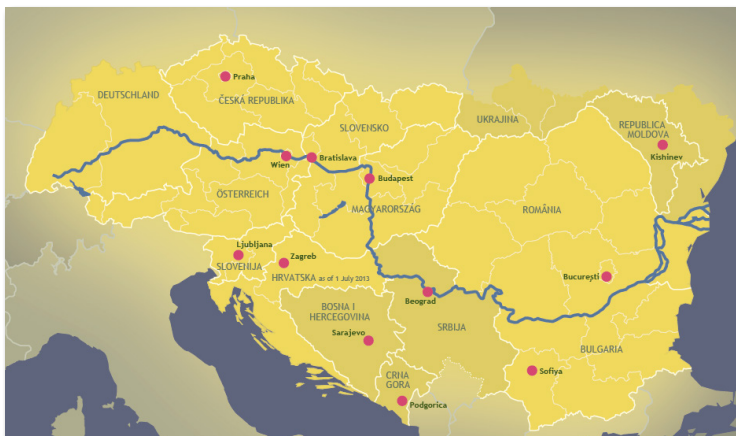 Praha
DEUTSCHLAND
ČESKÁ REPUBLIKA
UKRAJINA
REPUBLICA
MOLDOVA
SLOVENSKO
Kishinev
Wien
Bratislava
Budapest
ÖSTERREICH
MAGYARORSZÁG
ROMÂNIA
Ljubljana
SLOVENIJA
Zagreb
HRVATSKA as of 1 July 2013
Bucureşti
Beograd
BOSNA I
HERCEGOVINA
Sarajevo
SRBIJA
BULGARIA
CRNA
GORA
Sofiya
Podgorica